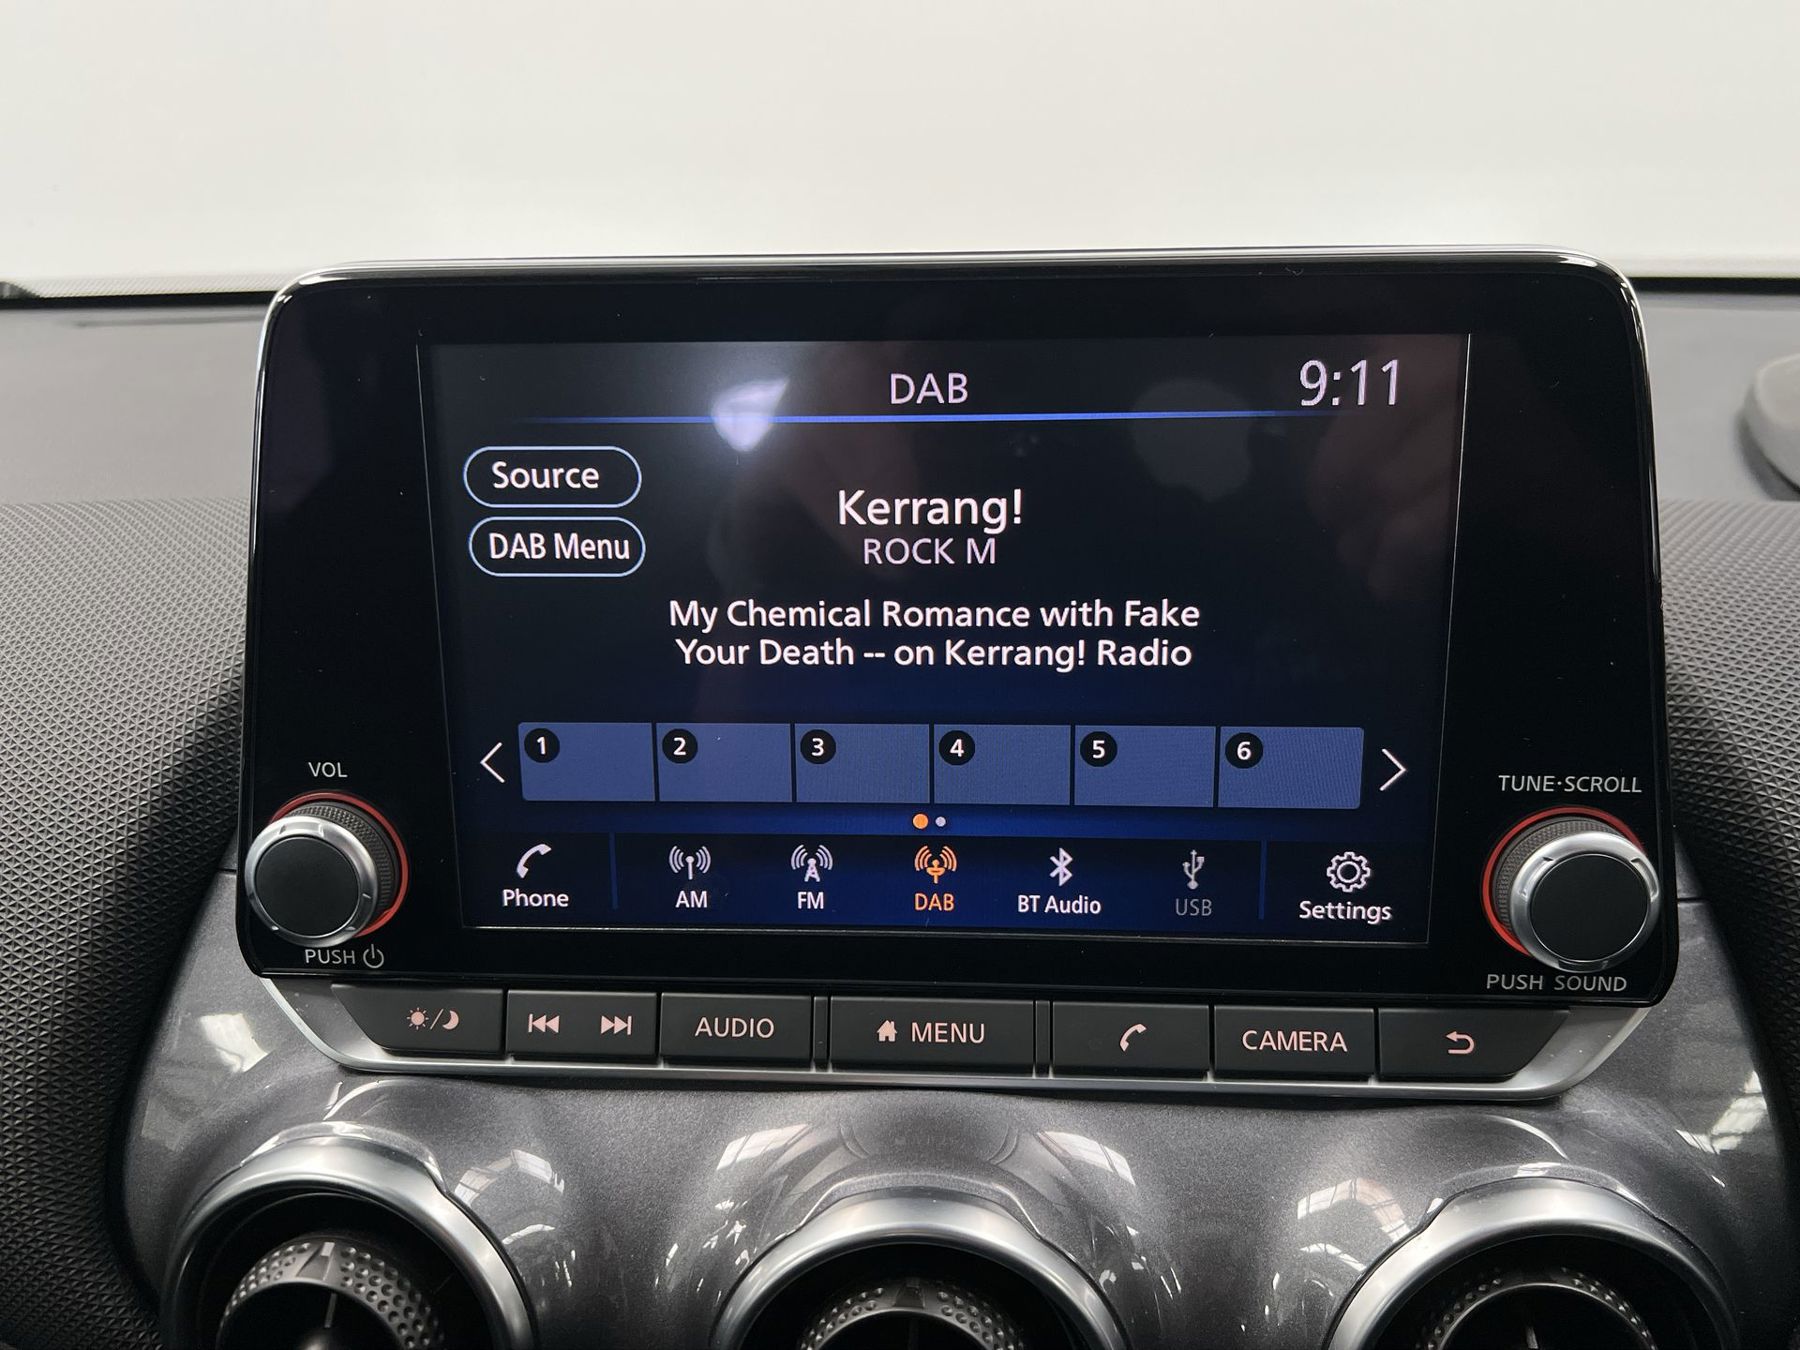 DAB
9:11
Source
DAB Menu
Kerrang!
ROCK M
My Chemical Romance with Fake
Your Death -- on Kerrang! Radio
1 2 3 4 5 6
Phone AM FM DAB BT Audio USB Settings
VOL
PUSH
TUNE·SCROLL
PUSH SOUND
AUDIO MENU CAMERA